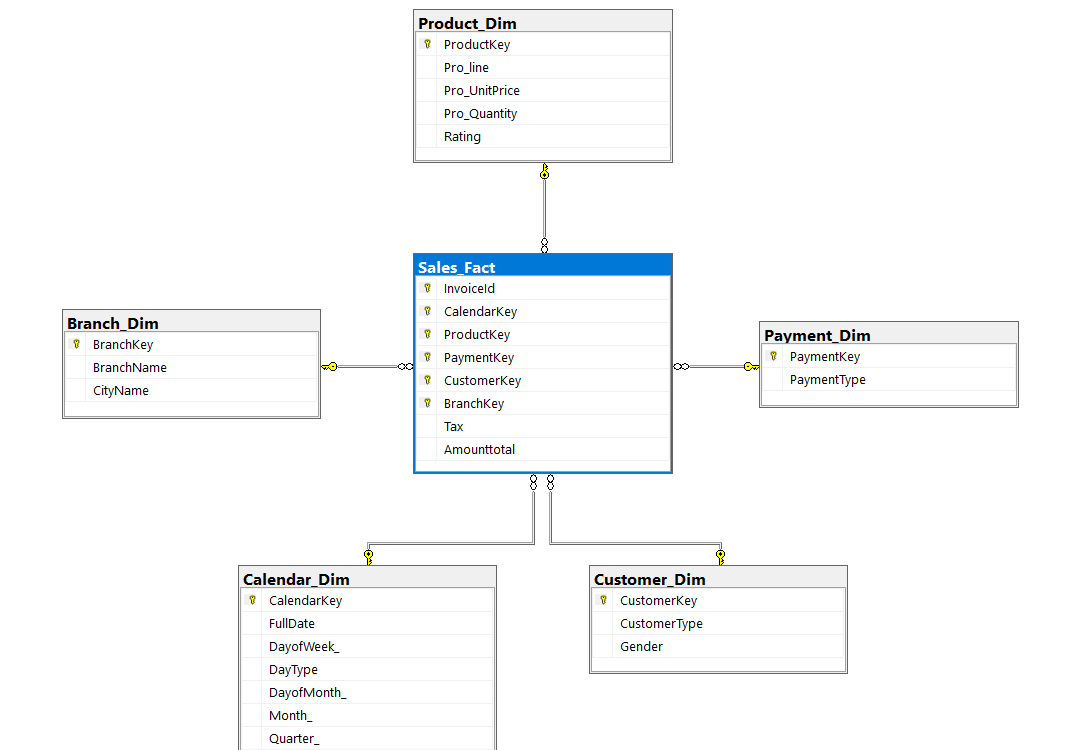 Product_Dim
ProductKey
Pro_line
Pro_UnitPrice
Pro_Quantity
Rating
Sales_Fact
InvoiceId
CalendarKey
ProductKey
PaymentKey
CustomerKey
BranchKey
Tax
Amounttotal
Branch_Dim
BranchKey
BranchName
CityName
Payment_Dim
PaymentKey
PaymentType
Calendar_Dim
CalendarKey
FullDate
DayofWeek_
DayType
DayofMonth_
Month_
Quarter_
Customer_Dim
CustomerKey
CustomerType
Gender